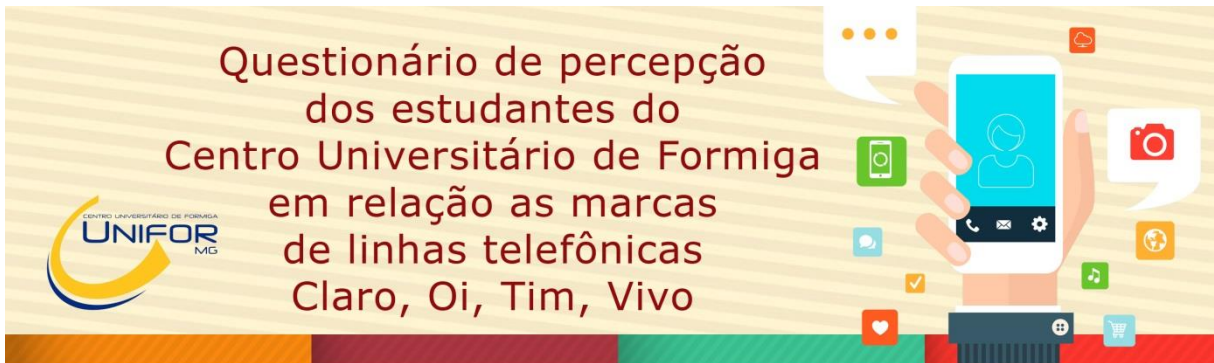 Questionário de percepção
dos estudantes do
Centro Universitário de Formiga
em relação as marcas
de linhas telefônicas
Claro, Oi, Tim, Vivo
CENTRO UNIVERSITÁRIO DE FORMIGA
UNIFOR
MG